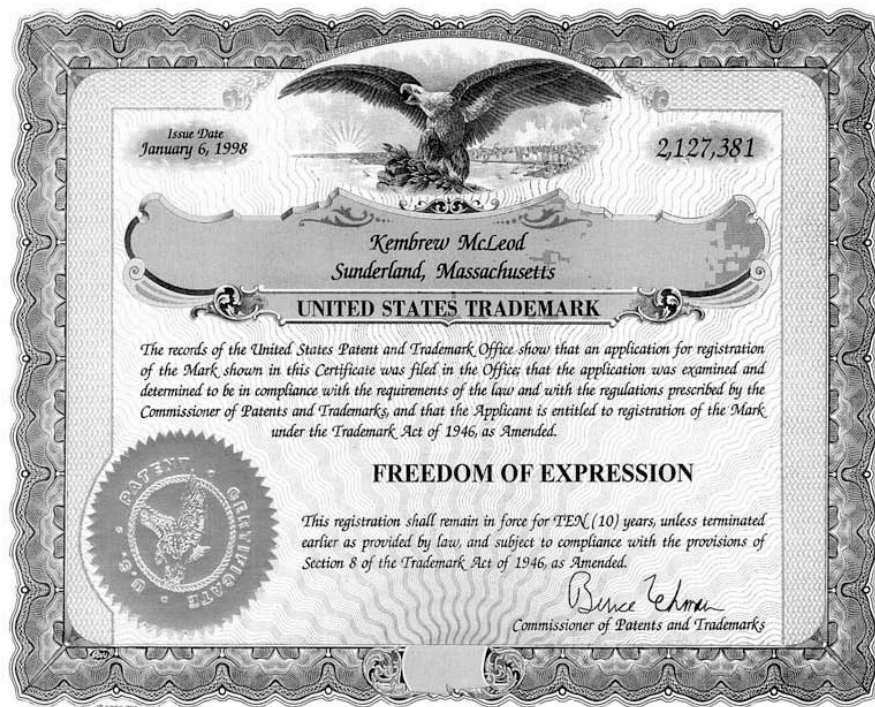 Issue Date
January 6, 1998
2,127,381
Kembrew McLeod
Sunderland, Massachusetts
UNITED STATES TRADEMARK
The records of the United States Patent and Trademark Office show that an application for registration
of the Mark shown in this Certificate was filed in the Office; that the application was examined and
determined to be in compliance with the requirements of the law and with the regulations prescribed by the
Commissioner of Patents and Trademarks, and that the Applicant is entitled to registration of the Mark
under the Trademark Act of 1946, as Amended.
FREEDOM OF EXPRESSION
This registration shall remain in force for TEN (10) years, unless terminated
earlier as provided by law, and subject to compliance with the provisions of
Section 8 of the Trademark Act of 1946, as Amended.
U.S. PATENT CERTIFICATE
Bruce Lehman
Commissioner of Patents and Trademarks